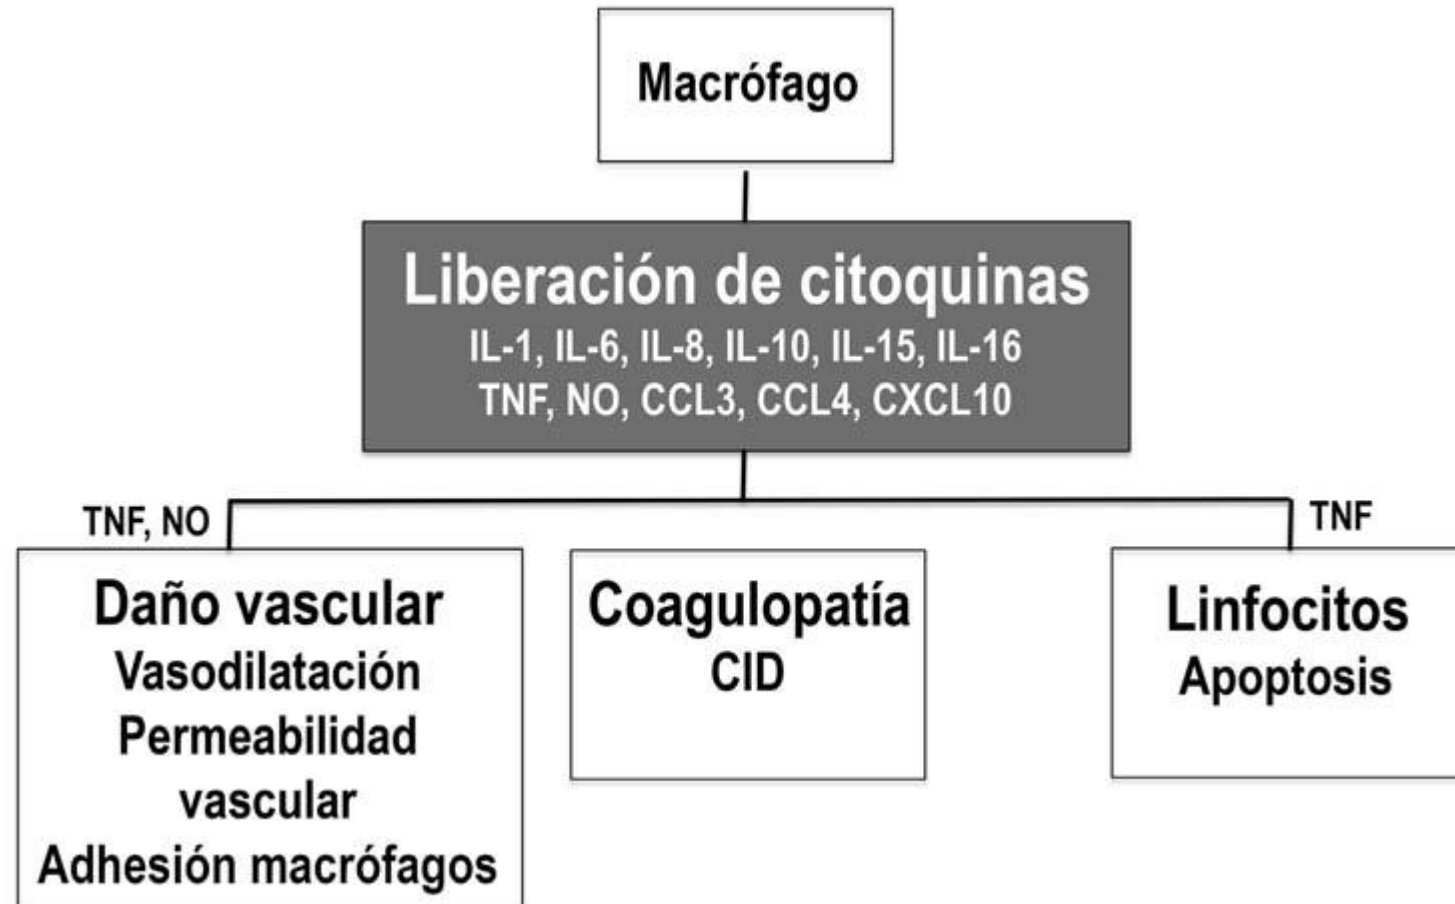 Macrófago
Liberación de citoquinas
IL-1, IL-6, IL-8, IL-10, IL-15, IL-16
TNF, NO, CCL3, CCL4, CXCL10
TNF, NO
Daño vascular
Vasodilatación
Permeabilidad
vascular
Adhesión macrófagos
Coagulopatía
CID
TNF
Linfocitos
Apoptosis